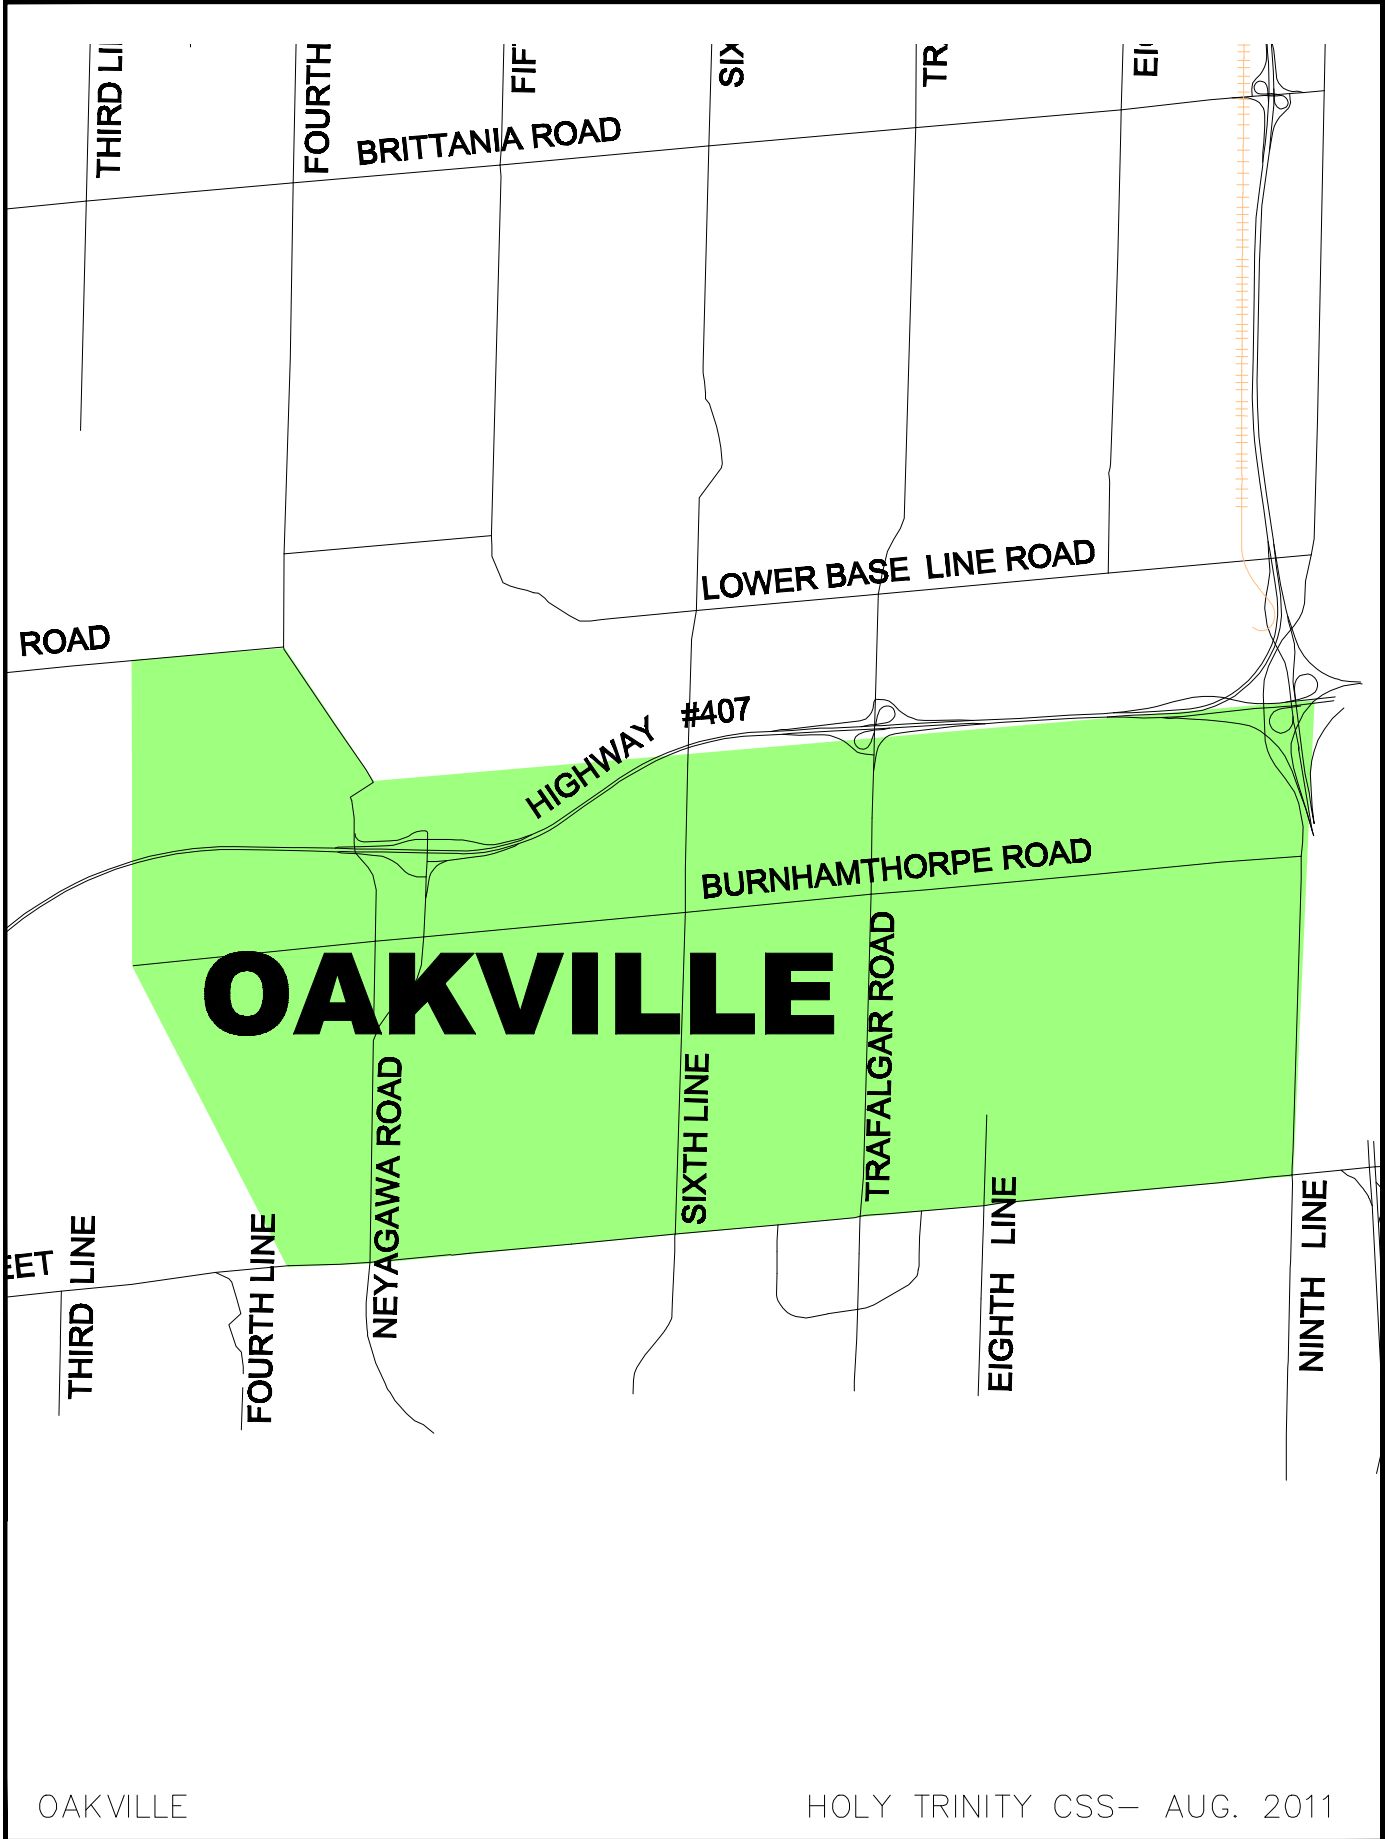 THIRD LI
FOURTH
FIF
SIX
TR
EIG
BRITTANIA ROAD
LOWER BASE LINE ROAD
ROAD
HIGHWAY #407
BURNHAMTHORPE ROAD
OAKVILLE
TRAFALGAR ROAD
NEYAGAWA ROAD
SIXTH LINE
EET
THIRD LINE
FOURTH LINE
EIGHTH LINE
NINTH LINE
OAKVILLE
HOLY TRINITY CSS– AUG. 2011